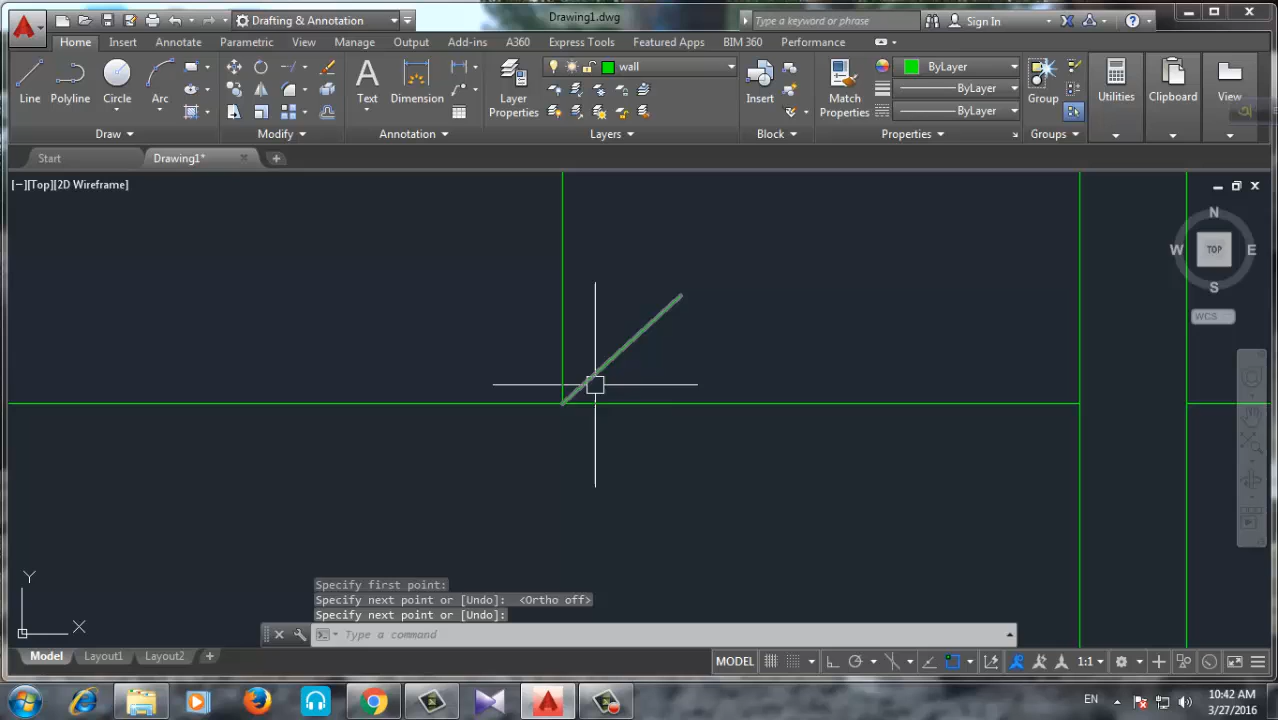 Drafting & Annotation
Drawing1.dwg
Type a keyword or phrase
Sign In
Home
Insert
Annotate
Parametric
View
Manage
Output
Add-ins
A360
Express Tools
Featured Apps
BIM 360
Performance
Line
Polyline
Circle
Arc
Draw
Modify
Text
Dimension
Annotation
Layer
Properties
wall
Layers
Insert
Block
Match
Properties
ByLayer
ByLayer
ByLayer
Properties
Group
Groups
Utilities
Clipboard
View
Start
Drawing1*
[−][Top][2D Wireframe]
N
W
TOP
E
S
WCS
Y
X
Specify first point:
Specify next point or [Undo]:  <Ortho off>
Specify next point or [Undo]:
Type a command
Model
Layout1
Layout2
MODEL
1:1
EN
10:42 AM
3/27/2016